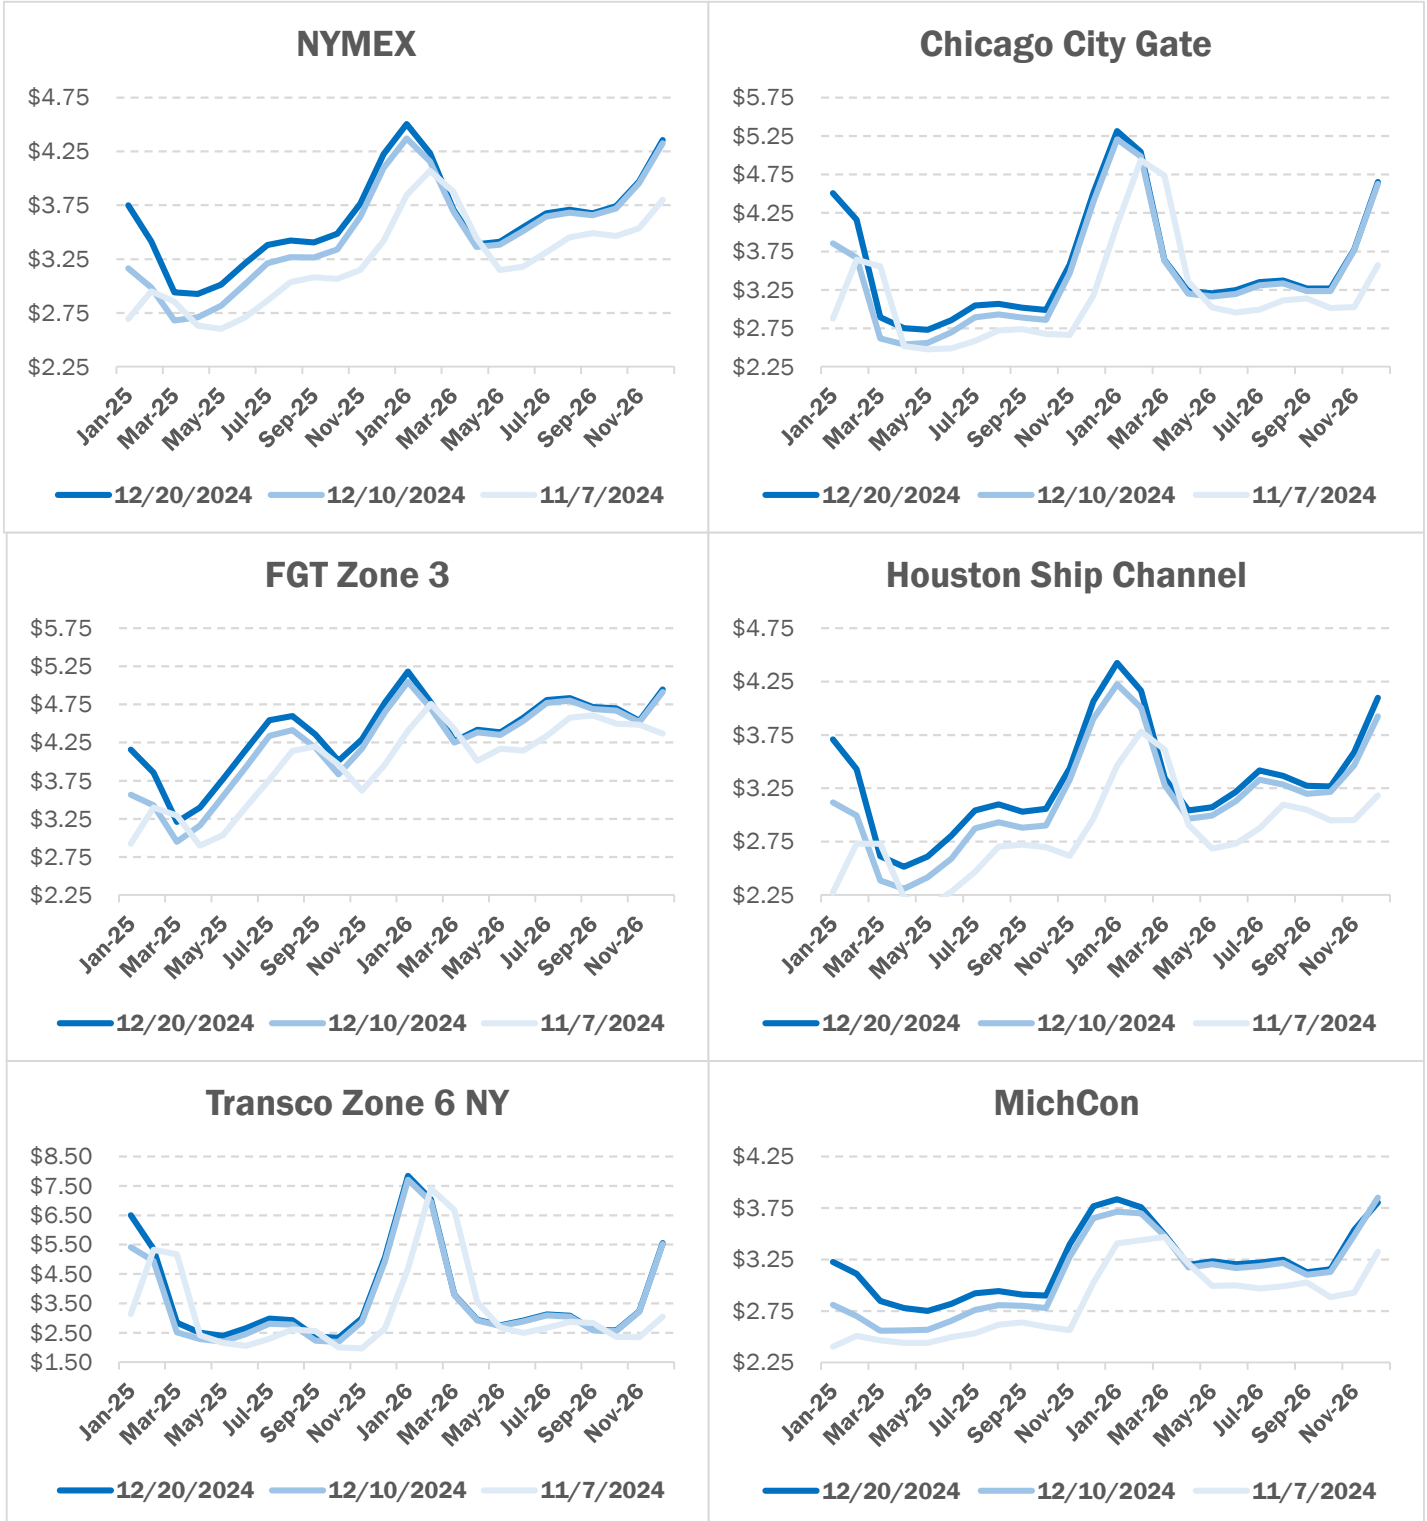 NYMEX
$4.75
$4.25
$3.75
$3.25
$2.75
$2.25
Jan-25 Mar-25 May-25 Jul-25 Sep-25 Nov-25 Jan-26 Mar-26 May-26 Jul-26 Sep-26 Nov-26
12/20/2024 12/10/2024 11/7/2024
Chicago City Gate
$5.75
$5.25
$4.75
$4.25
$3.75
$3.25
$2.75
$2.25
Jan-25 Mar-25 May-25 Jul-25 Sep-25 Nov-25 Jan-26 Mar-26 May-26 Jul-26 Sep-26 Nov-26
12/20/2024 12/10/2024 11/7/2024
FGT Zone 3
$5.75
$5.25
$4.75
$4.25
$3.75
$3.25
$2.75
$2.25
Jan-25 Mar-25 May-25 Jul-25 Sep-25 Nov-25 Jan-26 Mar-26 May-26 Jul-26 Sep-26 Nov-26
12/20/2024 12/10/2024 11/7/2024
Houston Ship Channel
$4.75
$4.25
$3.75
$3.25
$2.75
$2.25
Jan-25 Mar-25 May-25 Jul-25 Sep-25 Nov-25 Jan-26 Mar-26 May-26 Jul-26 Sep-26 Nov-26
12/20/2024 12/10/2024 11/7/2024
Transco Zone 6 NY
$8.50
$7.50
$6.50
$5.50
$4.50
$3.50
$2.50
$1.50
Jan-25 Mar-25 May-25 Jul-25 Sep-25 Nov-25 Jan-26 Mar-26 May-26 Jul-26 Sep-26 Nov-26
12/20/2024 12/10/2024 11/7/2024
MichCon
$4.25
$3.75
$3.25
$2.75
$2.25
Jan-25 Mar-25 May-25 Jul-25 Sep-25 Nov-25 Jan-26 Mar-26 May-26 Jul-26 Sep-26 Nov-26
12/20/2024 12/10/2024 11/7/2024